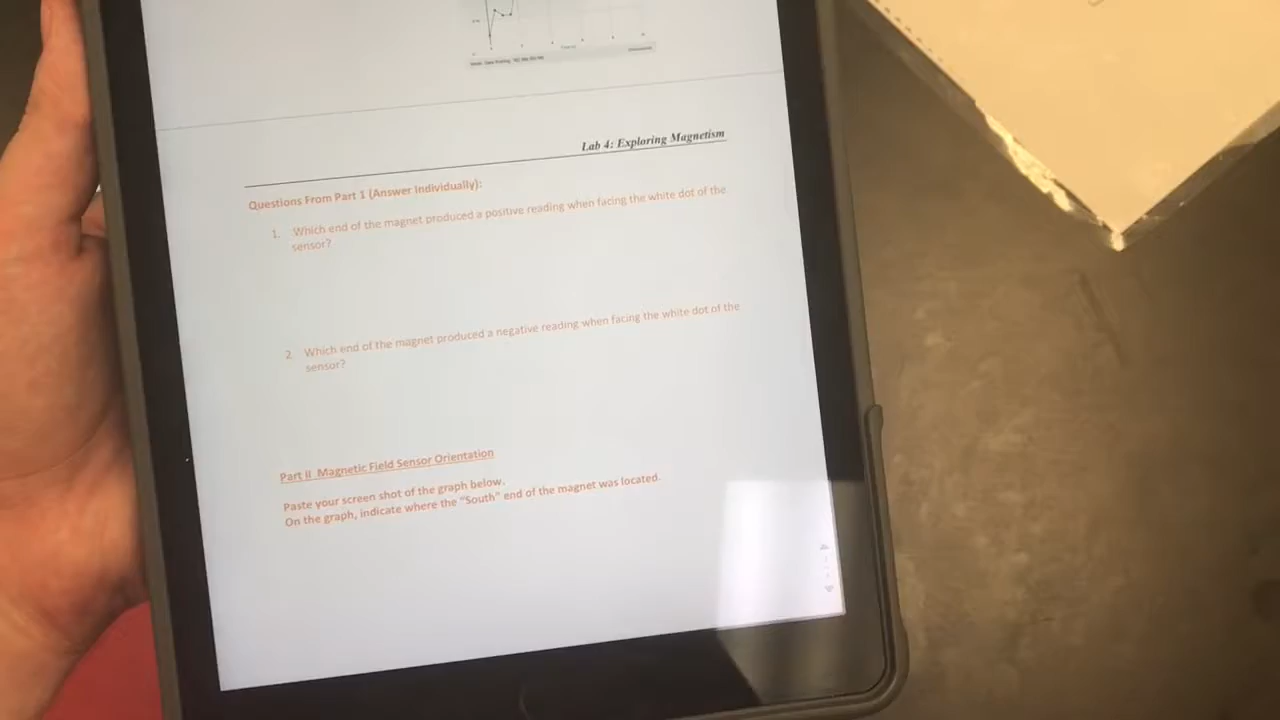 Lab 4: Exploring Magnetism
Questions From Part 1 (Answer Individually):
1. Which end of the magnet produced a positive reading when facing the white dot of the
sensor?
2. Which end of the magnet produced a negative reading when facing the white dot of the
sensor?
Part II Magnetic Field Sensor Orientation
Paste your screen shot of the graph below.
On the graph, indicate where the "South" end of the magnet was located.